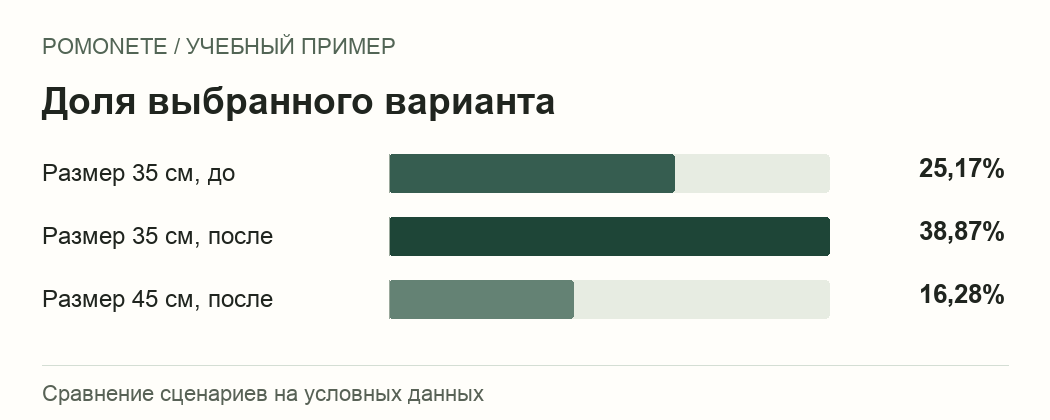 POMONETE / УЧЕБНЫЙ ПРИМЕР
Доля выбранного варианта
Размер 35 см, до 25,17%
Размер 35 см, после 38,87%
Размер 45 см, после 16,28%
Сравнение сценариев на условных данных